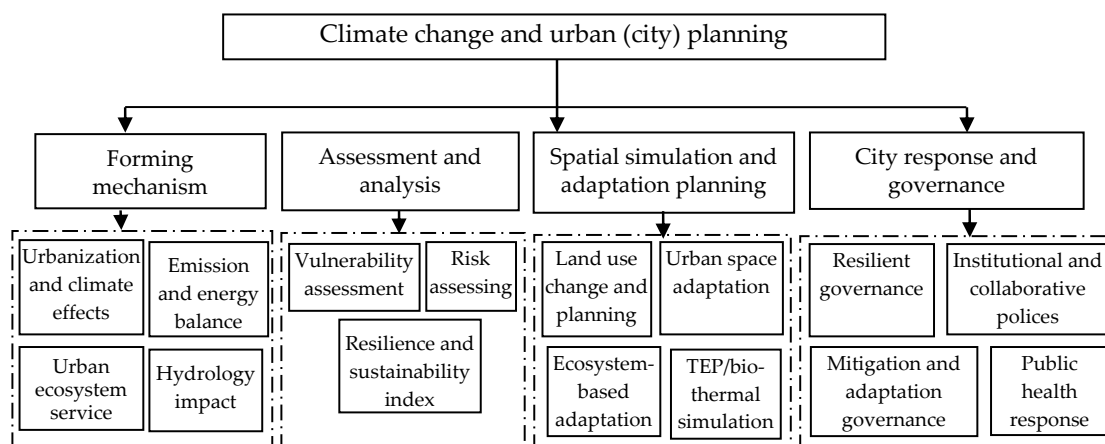 Climate change and urban (city) planning
Forming
mechanism
Assessment and
analysis
Spatial simulation and
adaptation planning
City response and
governance
Urbanization
and climate
effects
Emission
and energy
balance
Urban
ecosystem
service
Hydrology
impact
Vulnerability
assessment
Risk
assessing
Resilience and
sustainability
index
Land use
change and
planning
Urban space
adaptation
Ecosystem-
based
adaptation
TEP/bio-
thermal
simulation
Resilient
governance
Institutional and
collaborative
polices
Mitigation and
adaptation
governance
Public
health
response